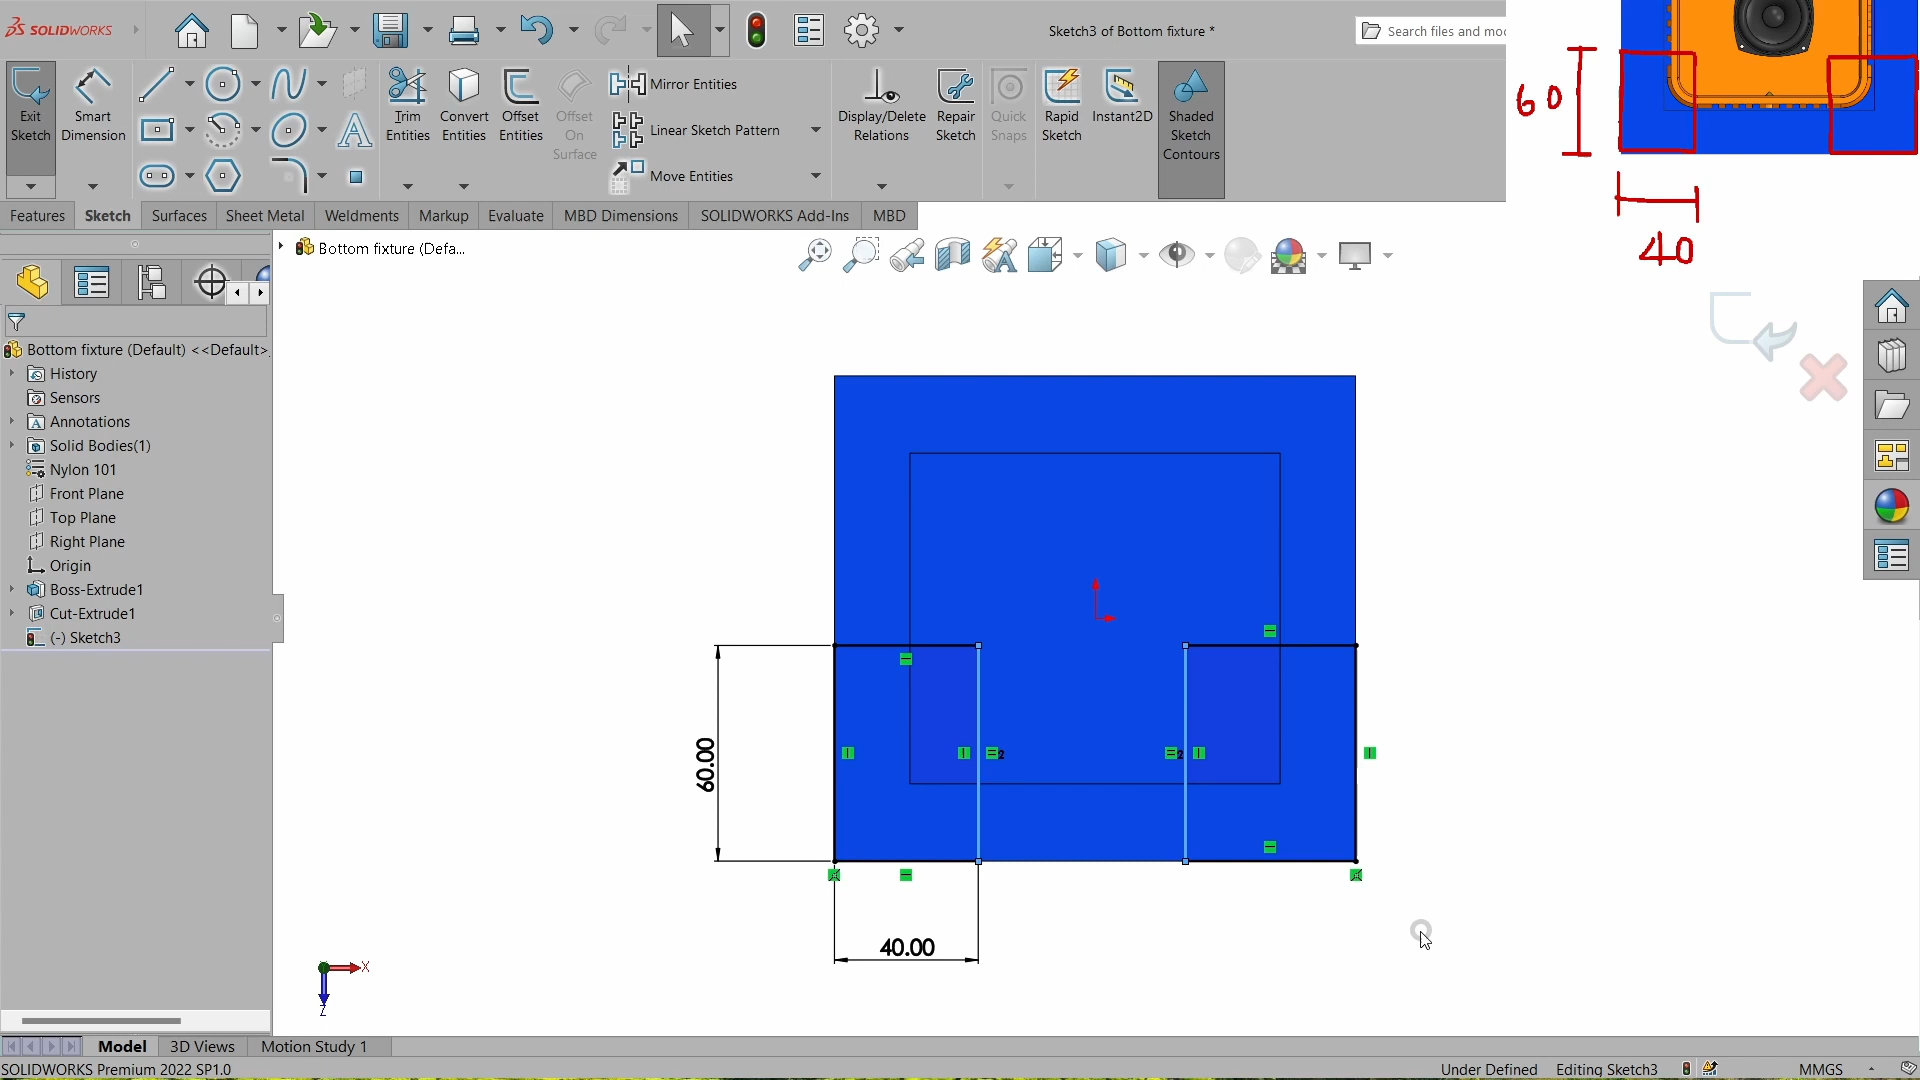 SOLIDWORKS
Sketch3 of Bottom fixture *
Search files and mo
Exit Sketch
Smart Dimension
Trim Entities
Convert Entities
Offset Entities
Offset On Surface
Mirror Entities
Linear Sketch Pattern
Move Entities
Display/Delete Relations
Repair Sketch
Quick Snaps
Rapid Sketch
Instant2D
Shaded Sketch Contours
60
40
Features
Sketch
Surfaces
Sheet Metal
Weldments
Markup
Evaluate
MBD Dimensions
SOLIDWORKS Add-Ins
MBD
Bottom fixture (Defa...
Bottom fixture (Default) <<Default>
History
Sensors
Annotations
Solid Bodies(1)
Nylon 101
Front Plane
Top Plane
Right Plane
Origin
Boss-Extrude1
Cut-Extrude1
(-) Sketch3
60.00
2
2
40.00
X
Z
Model
3D Views
Motion Study 1
SOLIDWORKS Premium 2022 SP1.0
Under Defined
Editing Sketch3
MMGS